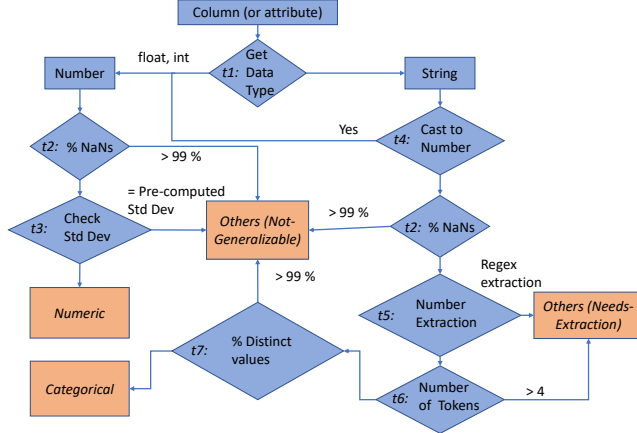 Column (or attribute)
float, int
t1:
Get
Data
Type
Number
String
Yes
t4:
Cast to
Number
t2: % NaNs
> 99 %
= Pre-computed
Std Dev
t3:
Check
Std Dev
Others (Not-
Generalizable)
> 99 %
t2: % NaNs
> 99 %
Regex
extraction
Numeric
t5:
Number
Extraction
Others (Needs-
Extraction)
t7:
% Distinct
values
Categorical
t6:
Number
of Tokens
> 4